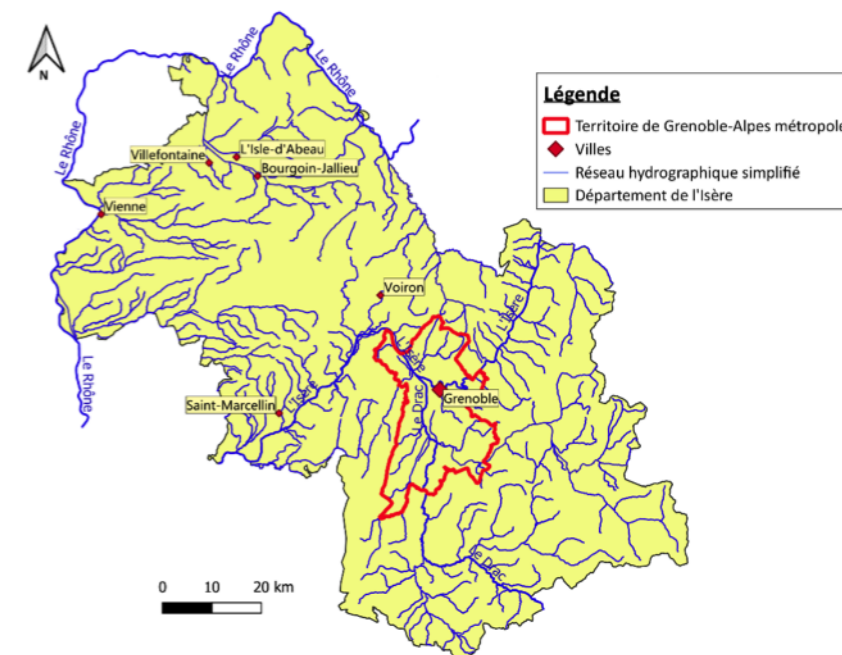 N
Le Rhône
Le Rhône
Le Rhône
L'Isle-d'Abeau
Villefontaine
Bourgoin-Jallieu
Vienne
Voiron
L'Isère
L'Isère
Le Rhône
Le Drac
Grenoble
Saint-Marcellin
L'Isère
Le Drac
0 10 20 km
Légende
Territoire de Grenoble-Alpes métropole
Villes
Réseau hydrographique simplifié
Département de l'Isère